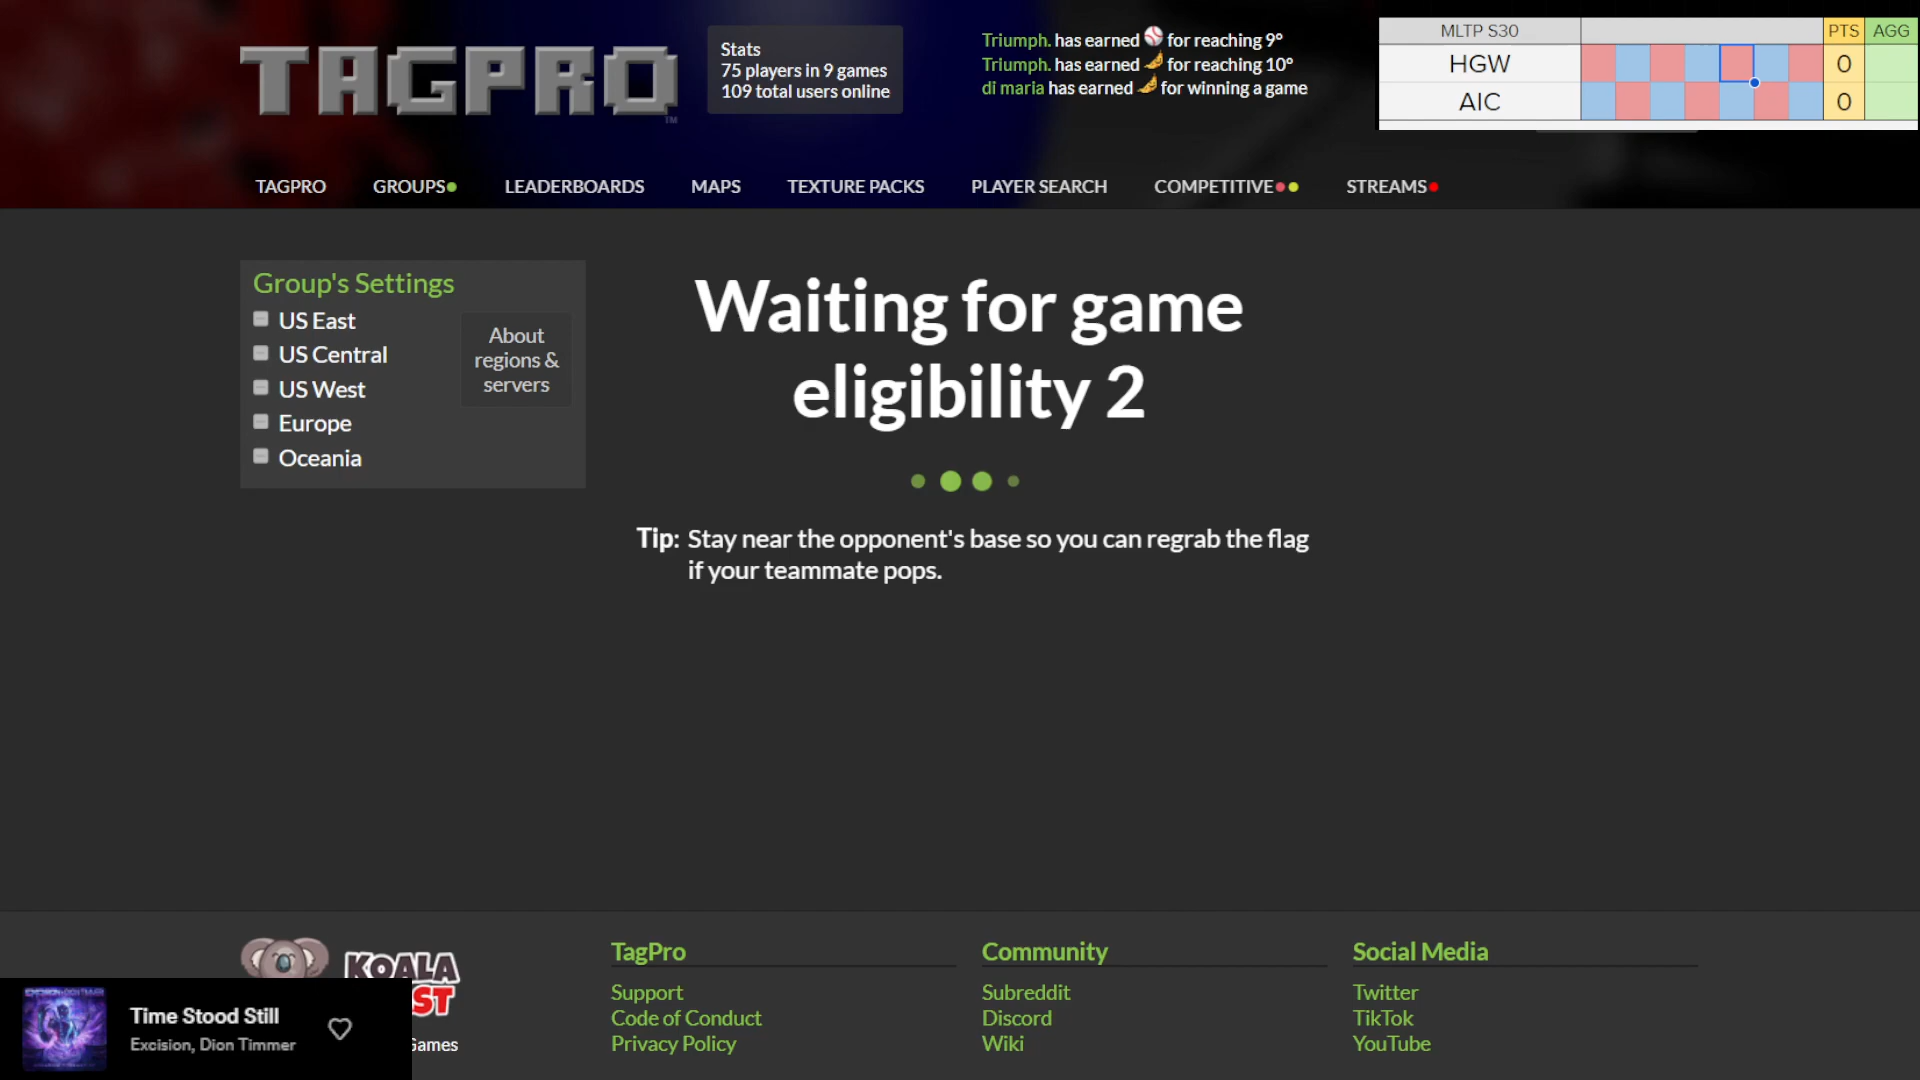 TAGPRO
TM
Stats
75 players in 9 games
109 total users online
Triumph. has earned for reaching 9°
Triumph. has earned for reaching 10°
di maria has earned for winning a game
MLTP S30 PTS AGG
HGW 0
AIC 0
TAGPRO GROUPS LEADERBOARDS MAPS TEXTURE PACKS PLAYER SEARCH COMPETITIVE STREAMS
Group's Settings
US East
US Central
US West
Europe
Oceania
About
regions &
servers
Waiting for game
eligibility 2
Tip: Stay near the opponent's base so you can regrab the flag
if your teammate pops.
KOALA
ST
Games
Time Stood Still
Excision, Dion Timmer
TagPro
Support
Code of Conduct
Privacy Policy
Community
Subreddit
Discord
Wiki
Social Media
Twitter
TikTok
YouTube